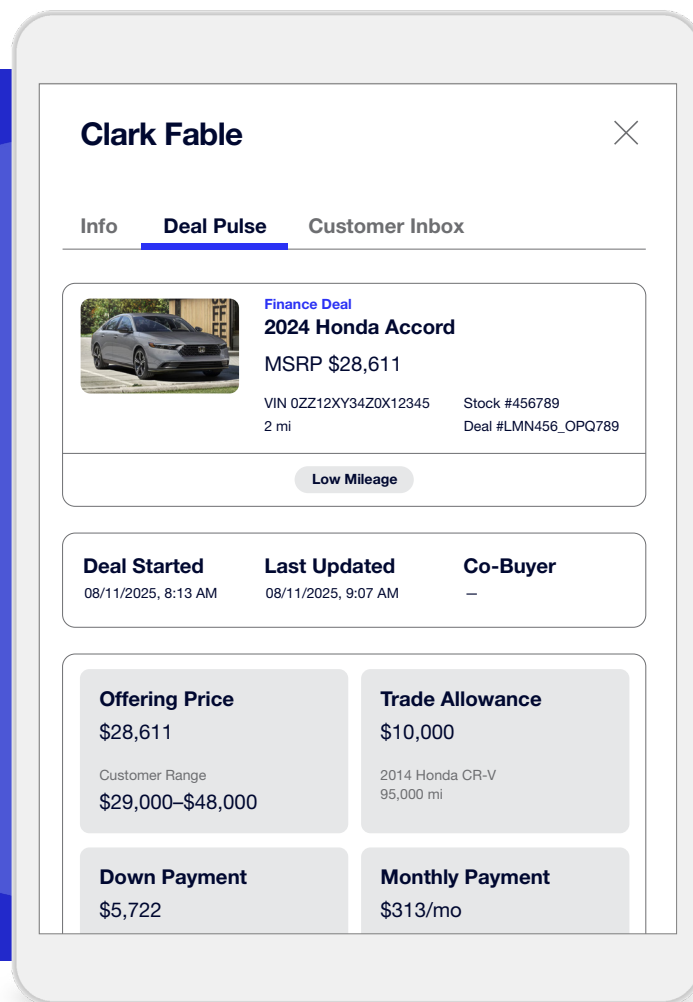 Clark Fable
Info Deal Pulse Customer Inbox
Finance Deal
2024 Honda Accord
MSRP $28,611
VIN 0ZZ12XY34Z0X12345 Stock #456789
2 mi Deal #LMN456_OPQ789
Low Mileage
Deal Started Last Updated Co-Buyer
08/11/2025, 8:13 AM 08/11/2025, 9:07 AM —
Offering Price
$28,611
Customer Range
$29,000–$48,000
Trade Allowance
$10,000
2014 Honda CR-V
95,000 mi
Down Payment
$5,722
Monthly Payment
$313/mo